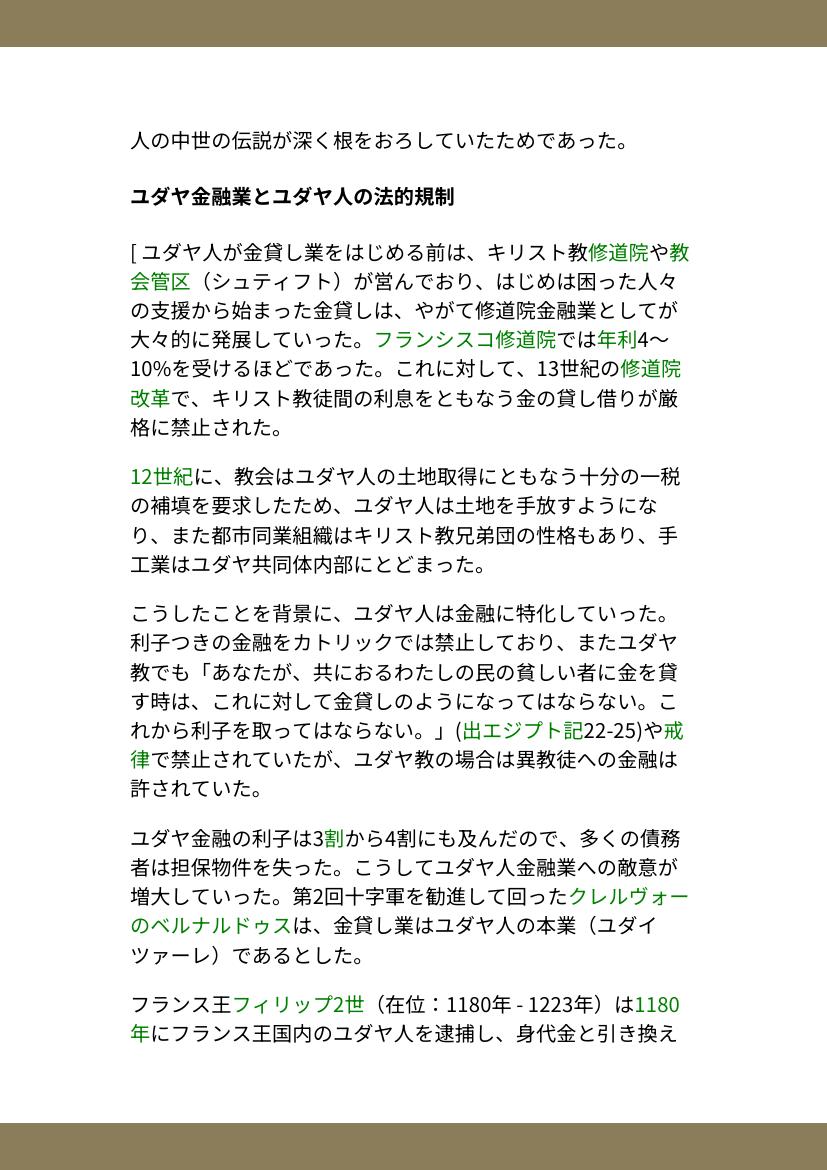 人の中世の伝説が深く根をおろしていたためであった。
ユダヤ金融業とユダヤ人の法的規制
[ ユダヤ人が金貸し業をはじめる前は、キリスト教修道院や教
会管区（シュティフト）が営んでおり、はじめは困った人々
の支援から始まった金貸しは、やがて修道院金融業としてが
大々的に発展していった。フランシスコ修道院では年利4〜
10%を受けるほどであった。これに対して、13世紀の修道院
改革で、キリスト教徒間の利息をともなう金の貸し借りが厳
格に禁止された。
12世紀に、教会はユダヤ人の土地取得にともなう十分の一税
の補填を要求したため、ユダヤ人は土地を手放すようにな
り、また都市同業組織はキリスト教兄弟団の性格もあり、手
工業はユダヤ共同体内部にとどまった。
こうしたことを背景に、ユダヤ人は金融に特化していった。
利子つきの金融をカトリックでは禁止しており、またユダヤ
教でも「あなたが、共におるわたしの民の貧しい者に金を貸
す時は、これに対して金貸しのようになってはならない。こ
れから利子を取ってはならない。」(出エジプト記22-25)や戒
律で禁止されていたが、ユダヤ教の場合は異教徒への金融は
許されていた。
ユダヤ金融の利子は3割から4割にも及んだので、多くの債務
者は担保物件を失った。こうしてユダヤ人金融業への敵意が
増大していった。第2回十字軍を勧進して回ったクレルヴォー
のベルナルドゥスは、金貸し業はユダヤ人の本業（ユダイ
ツァーレ）であるとした。
フランス王フィリップ2世（在位：1180年 - 1223年）は1180
年にフランス王国内のユダヤ人を逮捕し、身代金と引き換え